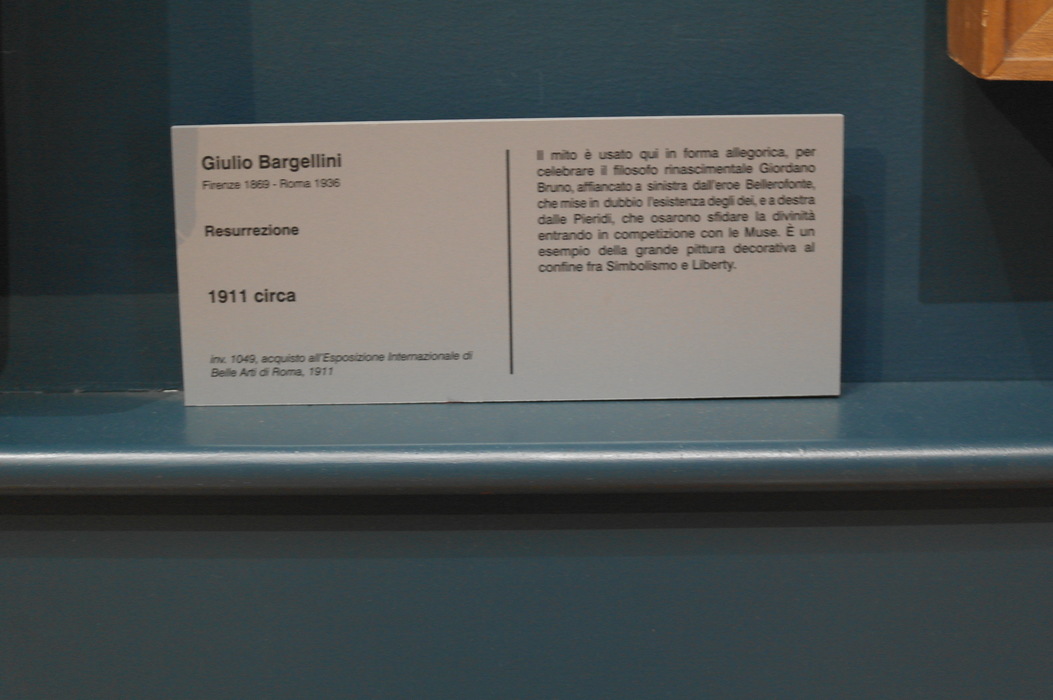 Giulio Bargellini
Firenze 1869 - Roma 1936
Resurrezione
1911 circa
inv. 1049, acquisto all'Esposizione Internazionale di
Belle Arti di Roma, 1911
Il mito è usato qui in forma allegorica, per
celebrare il filosofo rinascimentale Giordano
Bruno, affiancato a sinistra dall'eroe Bellerofonte,
che mise in dubbio l'esistenza degli dei, e a destra
dalle Pieridi, che osarono sfidare la divinità
entrando in competizione con le Muse. È un
esempio della grande pittura decorativa al
confine fra Simbolismo e Liberty.